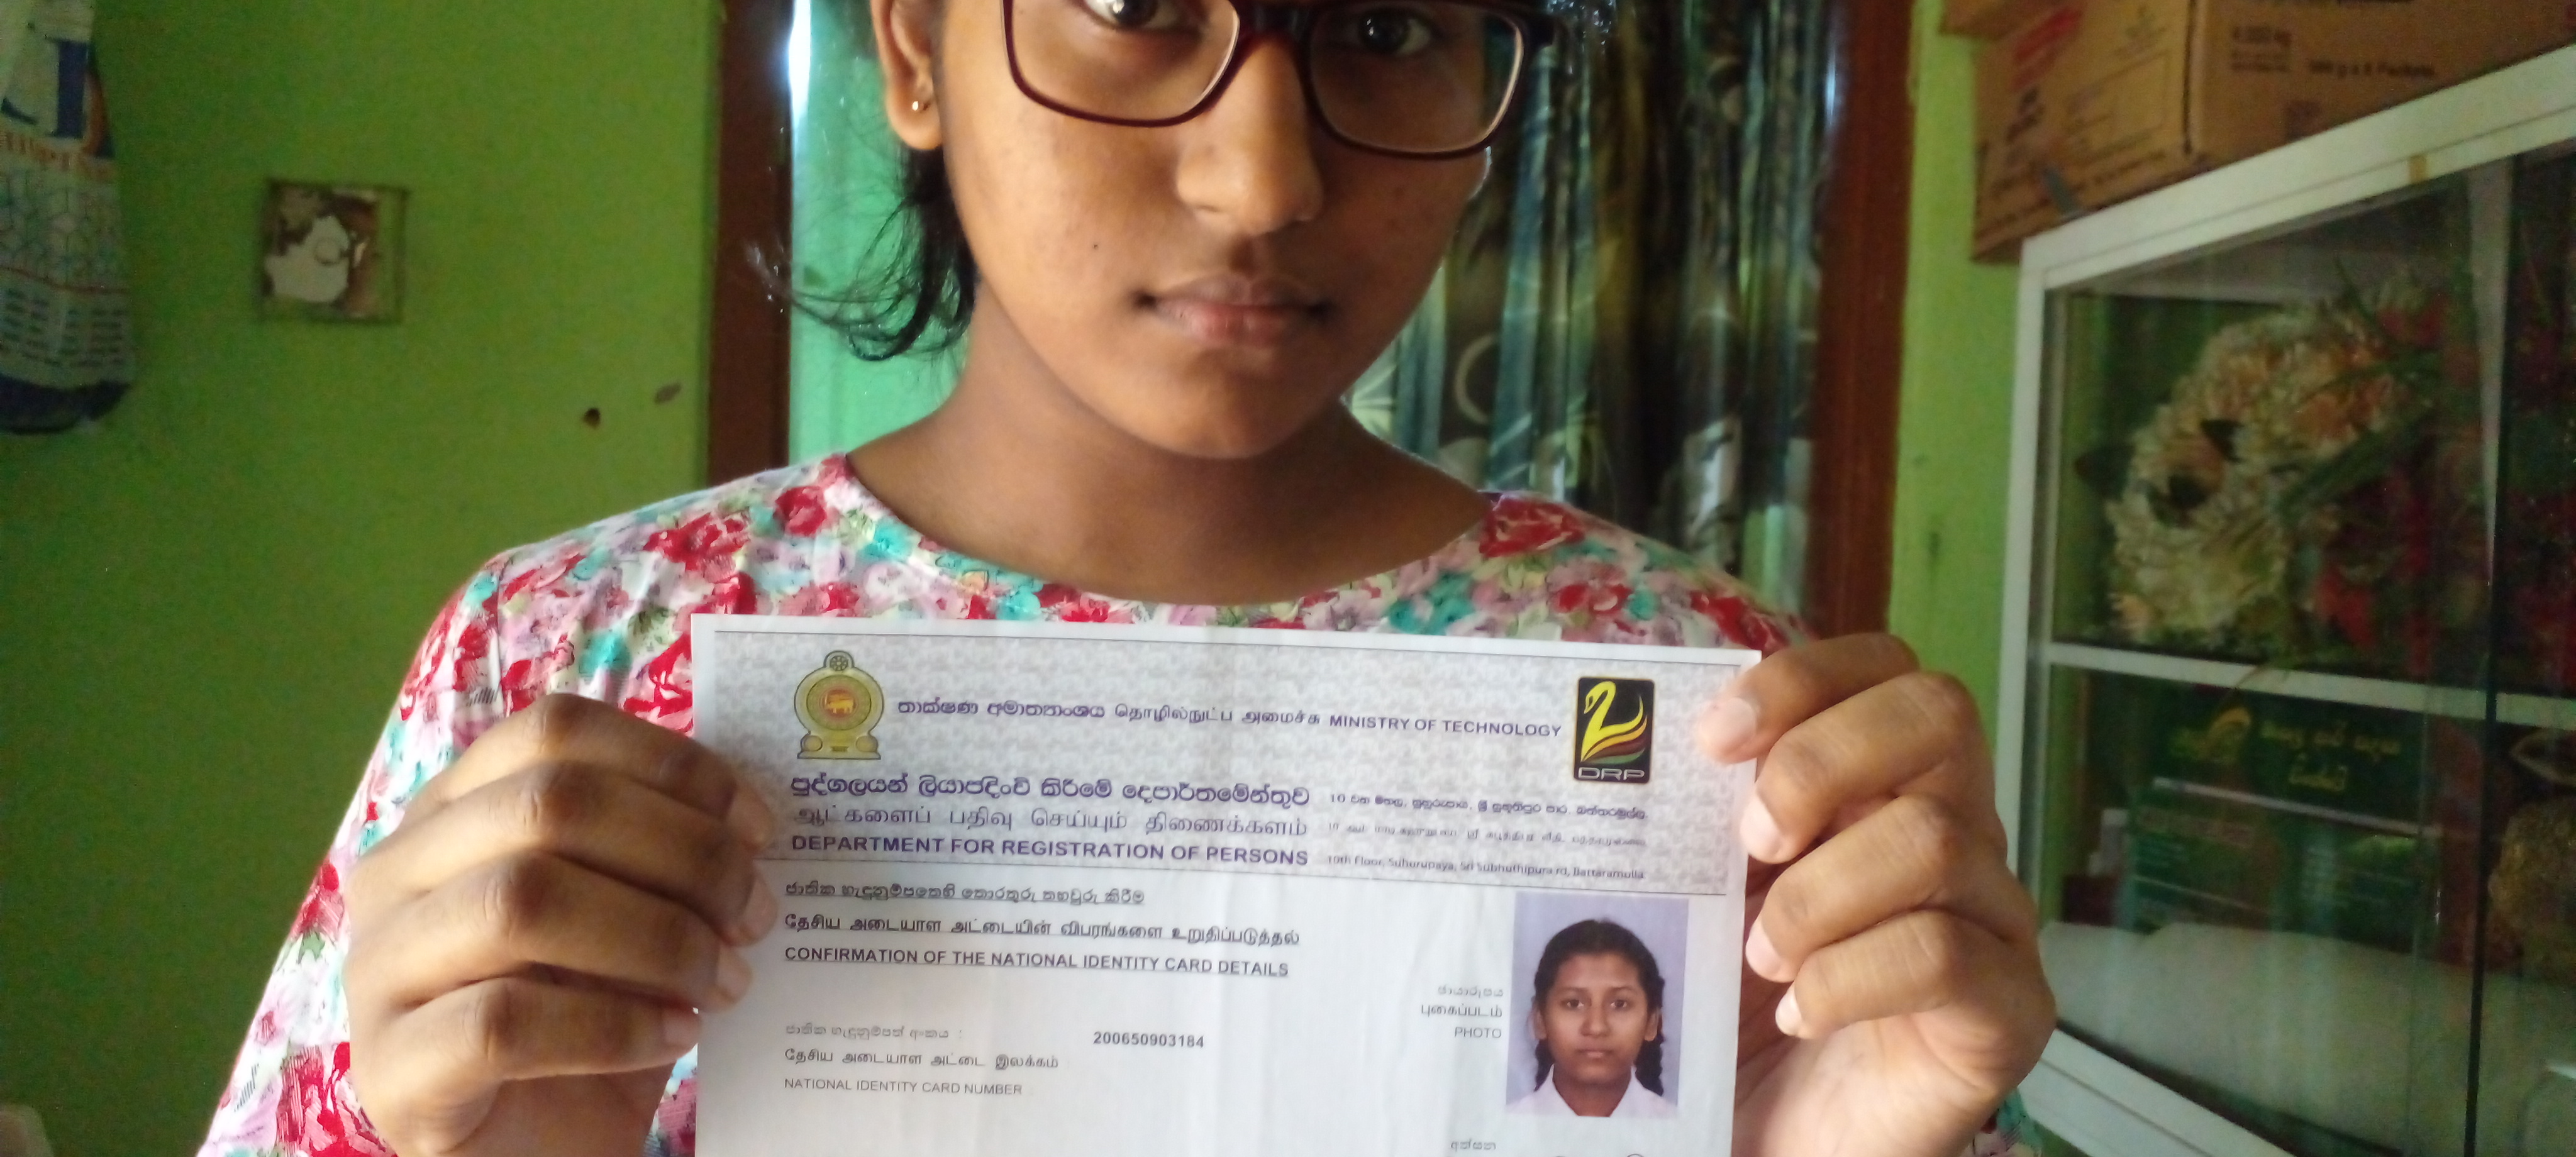 තාක්ෂණ අමාත්‍යාංශය தொழில்நுட்ப அமைச்சு MINISTRY OF TECHNOLOGY
DRP
පුද්ගලයන් ලියාපදිංචි කිරීමේ දෙපාර්තමේන්තුව
ஆட்களைப் பதிவு செய்யும் திணைக்களம்
DEPARTMENT FOR REGISTRATION OF PERSONS
10 වන මහල, සුහුරුපාය, ශ්‍රී සුභූතිපුර පාර, බත්තරමුල්ල.
10th Floor, Suhurupaya, Sri Subhuthipura rd, Battaramulla
ජාතික හැඳුනුම්පතෙහි තොරතුරු තහවුරු කිරීම
தேசிய அடையாள அட்டையின் விபரங்களை உறுதிப்படுத்தல்
CONFIRMATION OF THE NATIONAL IDENTITY CARD DETAILS
ඡායාරූපය
புகைப்படம்
PHOTO
ජාතික හැඳුනුම්පත් අංකය :
200650903184
தேசிய அடையாள அட்டை இலக்கம்
NATIONAL IDENTITY CARD NUMBER
අත්සන